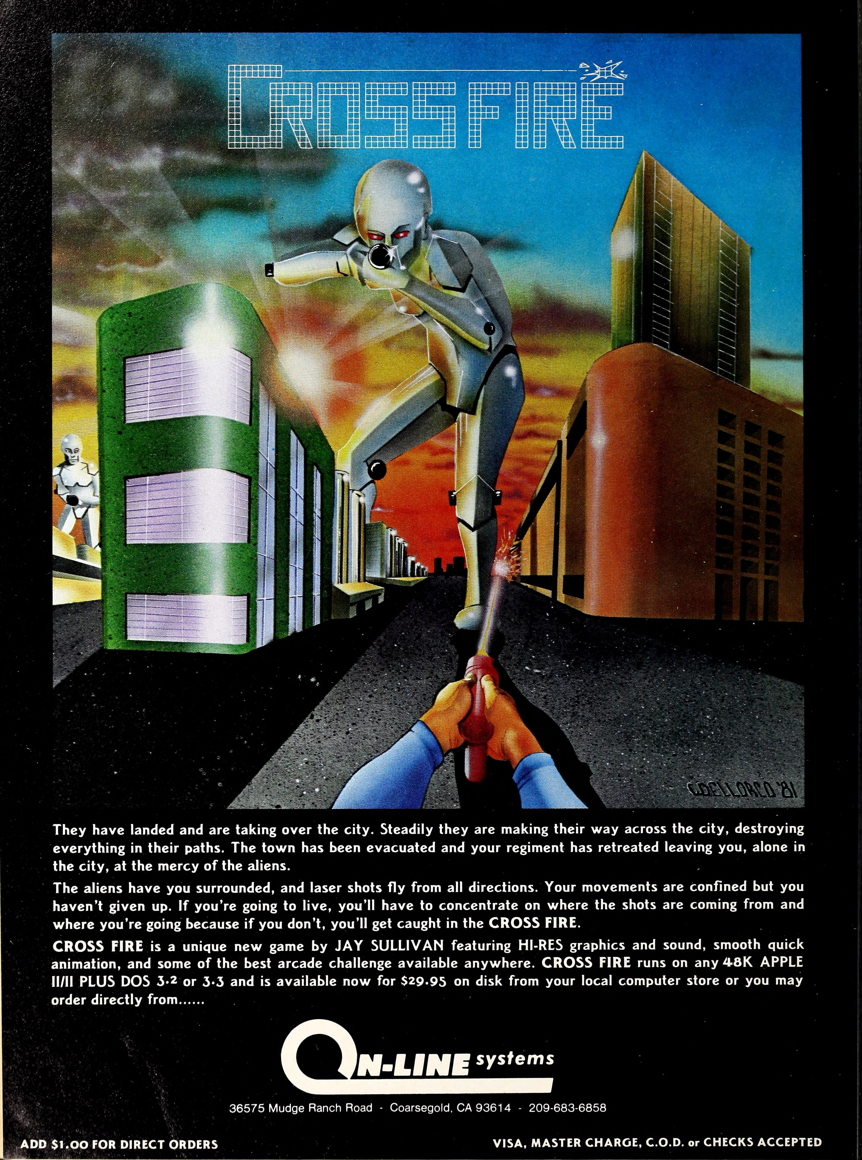 CROSSFIRE
C.DELLORCO '81
They have landed and are taking over the city. Steadily they are making their way across the city, destroying
everything in their paths. The town has been evacuated and your regiment has retreated leaving you, alone in
the city, at the mercy of the aliens.
The aliens have you surrounded, and laser shots fly from all directions. Your movements are confined but you
haven't given up. If you're going to live, you'll have to concentrate on where the shots are coming from and
where you're going because if you don't, you'll get caught in the CROSS FIRE.
CROSS FIRE is a unique new game by JAY SULLIVAN featuring HI-RES graphics and sound, smooth quick
animation, and some of the best arcade challenge available anywhere. CROSS FIRE runs on any 48K APPLE
II/II PLUS DOS 3.2 or 3.3 and is available now for $29.95 on disk from your local computer store or you may
order directly from......
ON-LINE systems
36575 Mudge Ranch Road - Coarsegold, CA 93614 - 209-683-6858
ADD $1.00 FOR DIRECT ORDERS
VISA, MASTER CHARGE, C.O.D. or CHECKS ACCEPTED